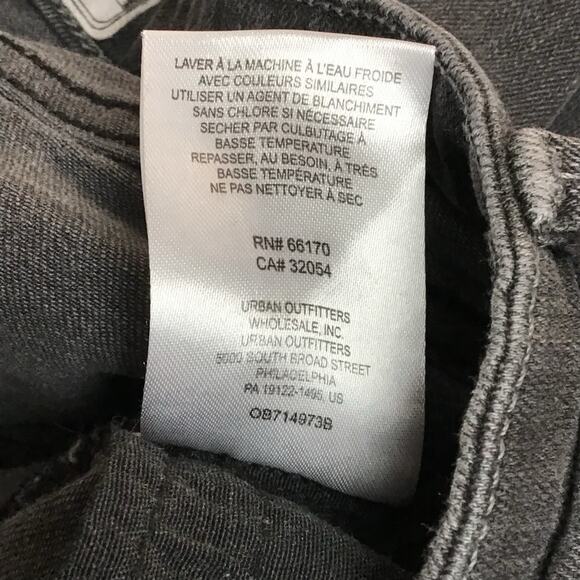 LAVER À LA MACHINE À L'EAU FROIDE
AVEC COULEURS SIMILAIRES
UTILISER UN AGENT DE BLANCHIMENT
SANS CHLORE SI NÉCESSAIRE
SECHER PAR CULBUTAGE À
BASSE TEMPÉRATURE
REPASSER, AU BESOIN, À TRÈS
BASSE TEMPÉRATURE
NE PAS NETTOYER À SEC
RN# 66170
CA# 32054
URBAN OUTFITTERS
WHOLESALE, INC.
URBAN OUTFITTERS
5000 SOUTH BROAD STREET
PHILADELPHIA
PA 19122-1495, US
OB714973B